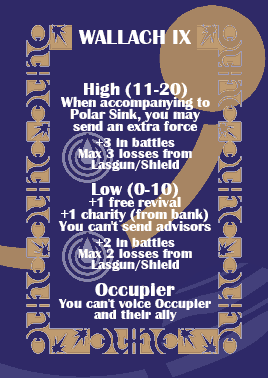 WALLACH IX
High (11-20)
When accompanying to
Polar Sink, you may
send an extra force
+3 in battles
Max 3 losses from
Lasgun/Shield
Low (0-10)
+1 free revival
+1 charity (from bank)
You can't send advisors
+2 in battles
Max 2 losses from
Lasgun/Shield
Occupier
You can't voice Occupier
and their ally